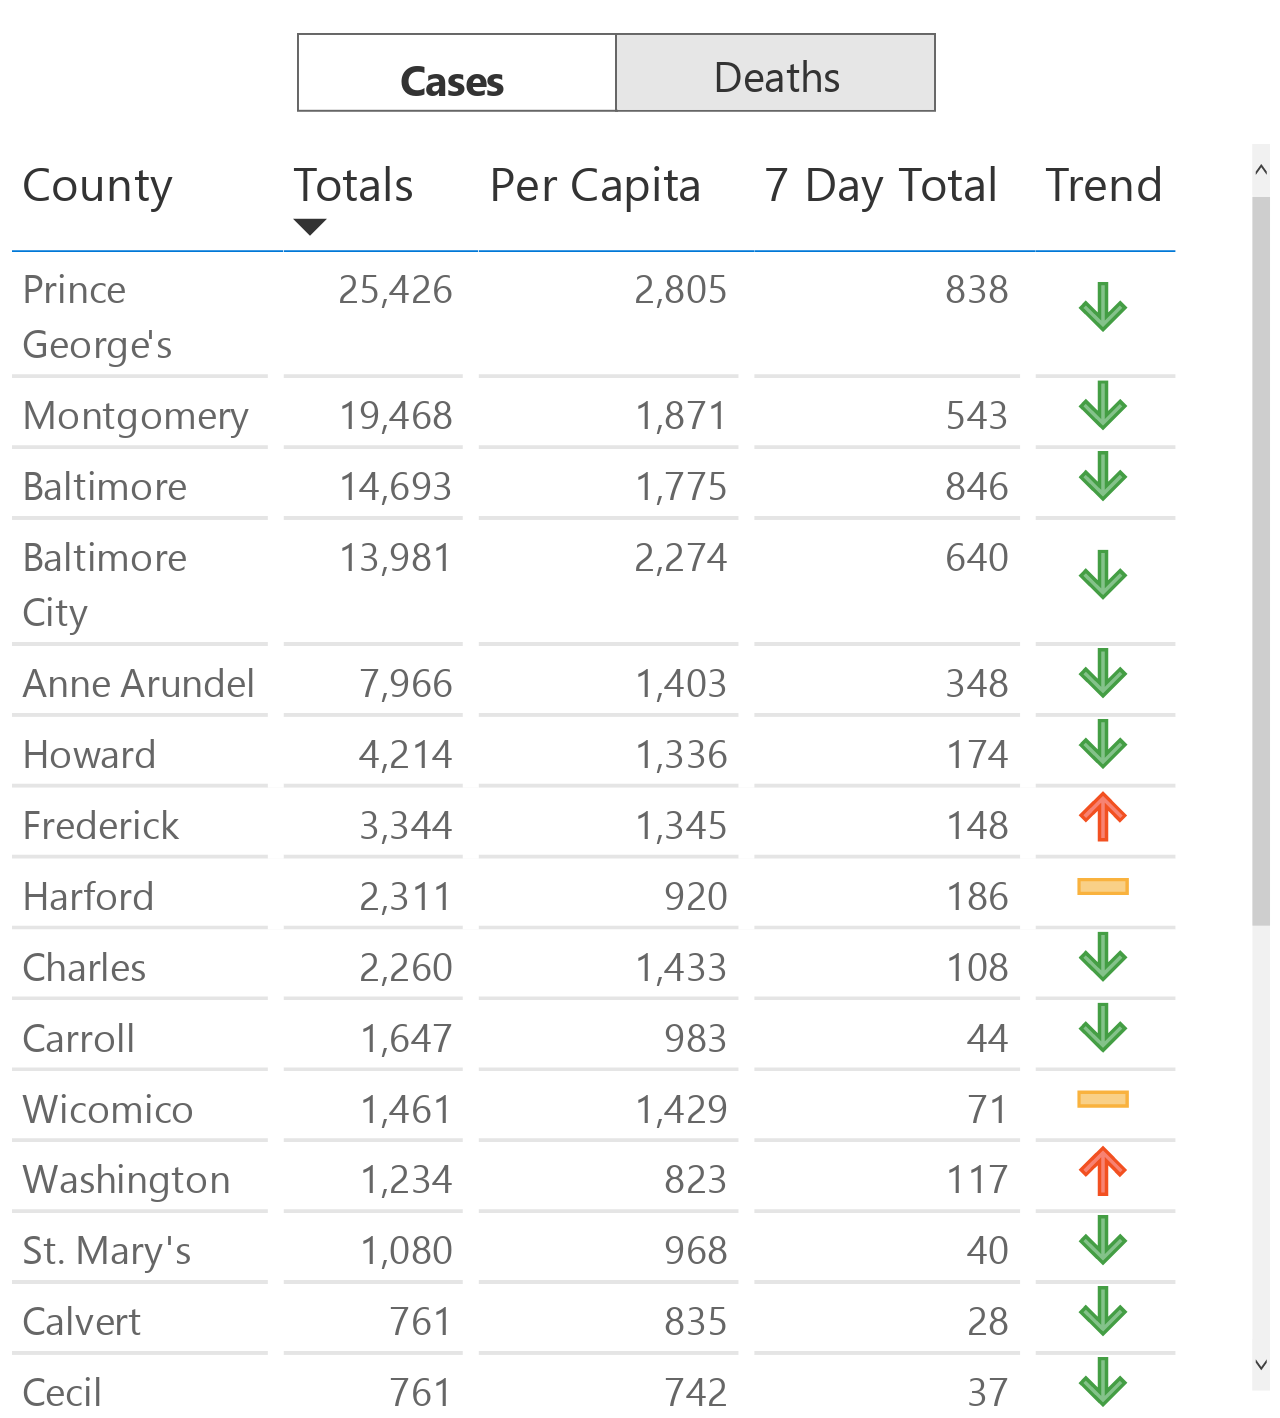 Cases Deaths
County Totals Per Capita 7 Day Total Trend
Prince 25,426 2,805 838
George's
Montgomery 19,468 1,871 543
Baltimore 14,693 1,775 846
Baltimore 13,981 2,274 640
City
Anne Arundel 7,966 1,403 348
Howard 4,214 1,336 174
Frederick 3,344 1,345 148
Harford 2,311 920 186
Charles 2,260 1,433 108
Carroll 1,647 983 44
Wicomico 1,461 1,429 71
Washington 1,234 823 117
St. Mary's 1,080 968 40
Calvert 761 835 28
Cecil 761 742 37